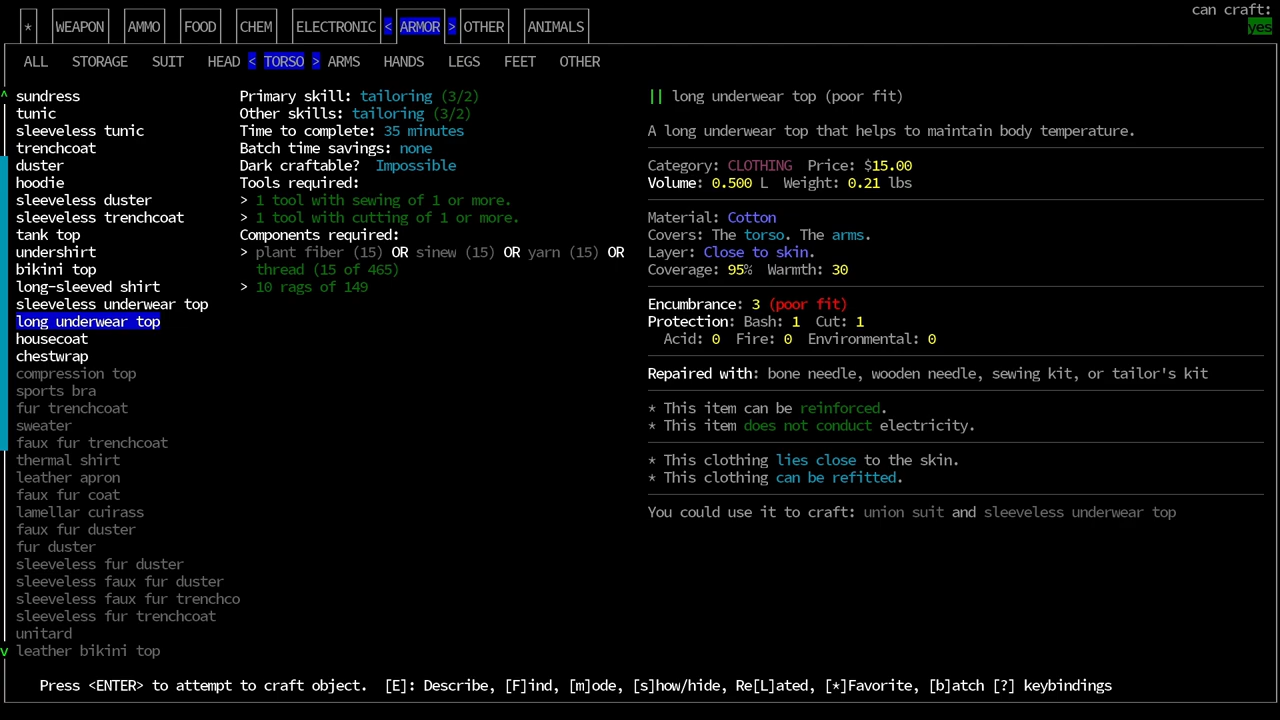 can craft:
* WEAPON AMMO FOOD CHEM ELECTRONIC < ARMOR > OTHER ANIMALS yes
ALL STORAGE SUIT HEAD < TORSO > ARMS HANDS LEGS FEET OTHER
^ sundress
tunic
sleeveless tunic
trenchcoat
duster
hoodie
sleeveless duster
sleeveless trenchcoat
tank top
undershirt
bikini top
long-sleeved shirt
sleeveless underwear top
long underwear top
housecoat
chestwrap
compression top
sports bra
fur trenchcoat
sweater
faux fur trenchcoat
thermal shirt
leather apron
faux fur coat
lamellar cuirass
faux fur duster
fur duster
sleeveless fur duster
sleeveless faux fur duster
sleeveless faux fur trenchco
sleeveless fur trenchcoat
unitard
v leather bikini top
Primary skill: tailoring (3/2)
Other skills: tailoring (3/2)
Time to complete: 35 minutes
Batch time savings: none
Dark craftable? Impossible
Tools required:
> 1 tool with sewing of 1 or more.
> 1 tool with cutting of 1 or more.
Components required:
> plant fiber (15) OR sinew (15) OR yarn (15) OR
thread (15 of 465)
> 10 rags of 149
|| long underwear top (poor fit)
A long underwear top that helps to maintain body temperature.
Category: CLOTHING Price: $15.00
Volume: 0.500 L Weight: 0.21 lbs
Material: Cotton
Covers: The torso. The arms.
Layer: Close to skin.
Coverage: 95% Warmth: 30
Encumbrance: 3 (poor fit)
Protection: Bash: 1 Cut: 1
Acid: 0 Fire: 0 Environmental: 0
Repaired with: bone needle, wooden needle, sewing kit, or tailor's kit
* This item can be reinforced.
* This item does not conduct electricity.
* This clothing lies close to the skin.
* This clothing can be refitted.
You could use it to craft: union suit and sleeveless underwear top
Press <ENTER> to attempt to craft object. [E]: Describe, [F]ind, [m]ode, [s]how/hide, Re[L]ated, [*]Favorite, [b]atch [?] keybindings